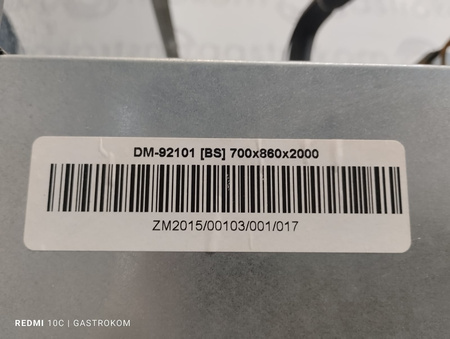 DM-92101 [BS] 700x860x2000
ZM2015/00103/001/017
REDMI 10C | GASTROKOM